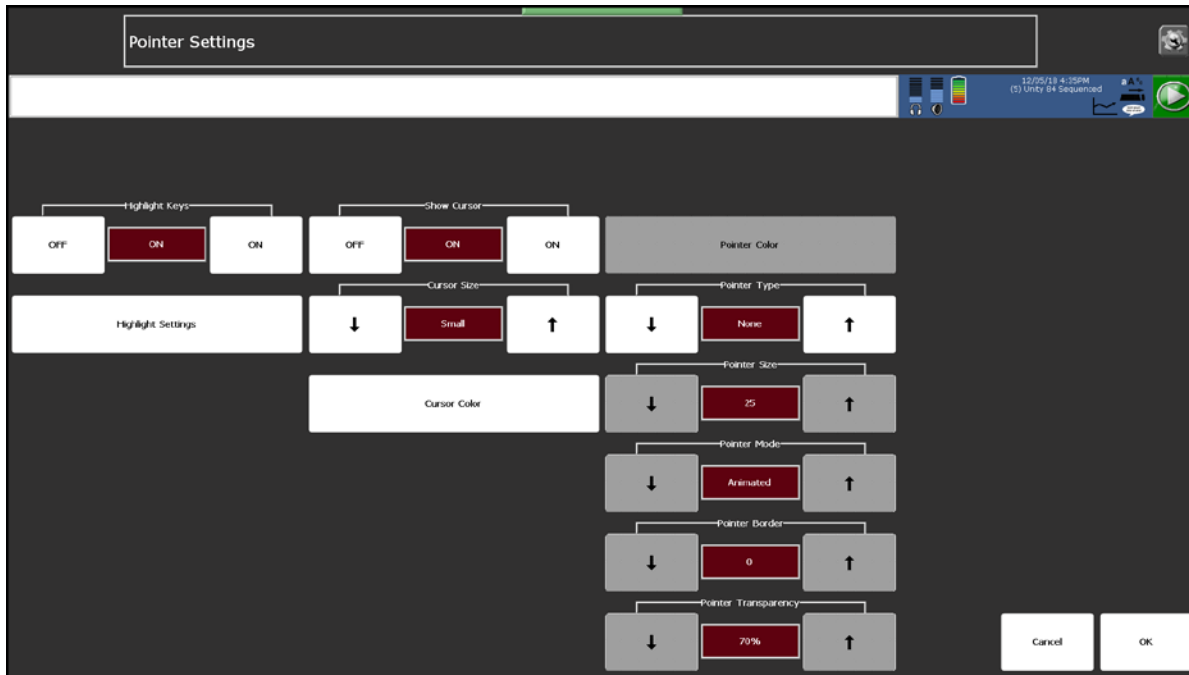 Pointer Settings
12/05/18 4:35PM
(5) Unity 84 Sequenced
Highlight Keys
Show Cursor
OFF ON ON
OFF ON ON
Pointer Color
Cursor Size
Pointer Type
Highlight Settings
↓ Small ↑
↓ None ↑
Pointer Size
Cursor Color
↓ 25 ↑
Pointer Mode
↓ Animated ↑
Pointer Border
↓ 0 ↑
Pointer Transparency
↓ 70% ↑
Cancel
OK